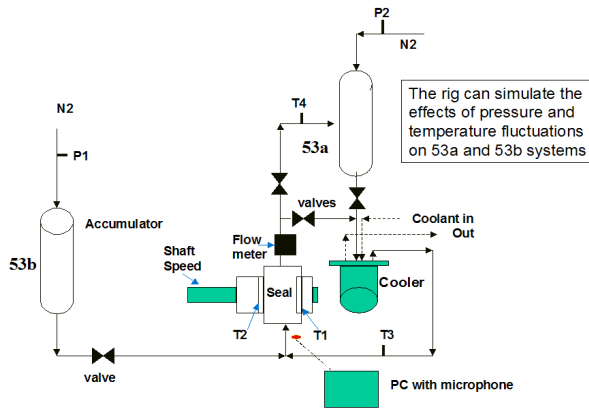 P2
N2
The rig can simulate the
effects of pressure and
temperature fluctuations
on 53a and 53b systems
T4
53a
N2
P1
Accumulator
53b
valves
Coolant in
Out
Flow
meter
Shaft
Speed
Seal
Cooler
T2
T1
T3
valve
PC with microphone